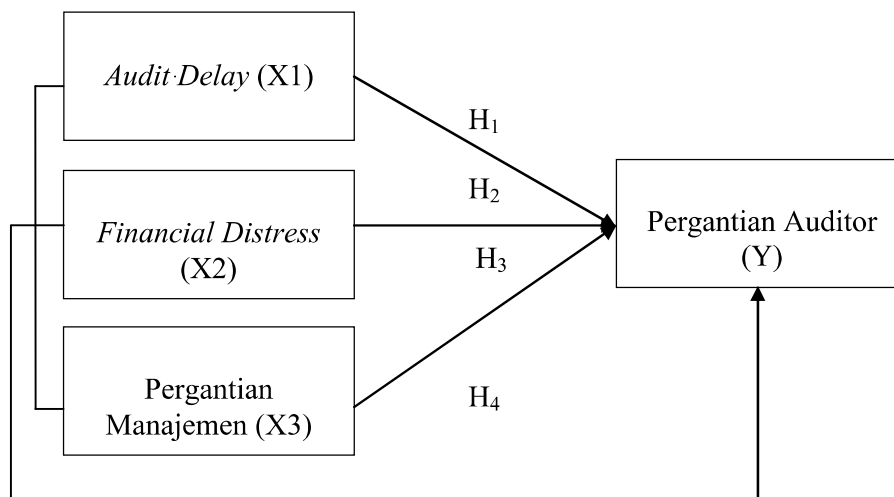 Audit Delay (X1)
H₁
Financial Distress
(X2)
H₂
Pergantian Auditor
(Y)
H₃
Pergantian
Manajemen (X3)
H₄